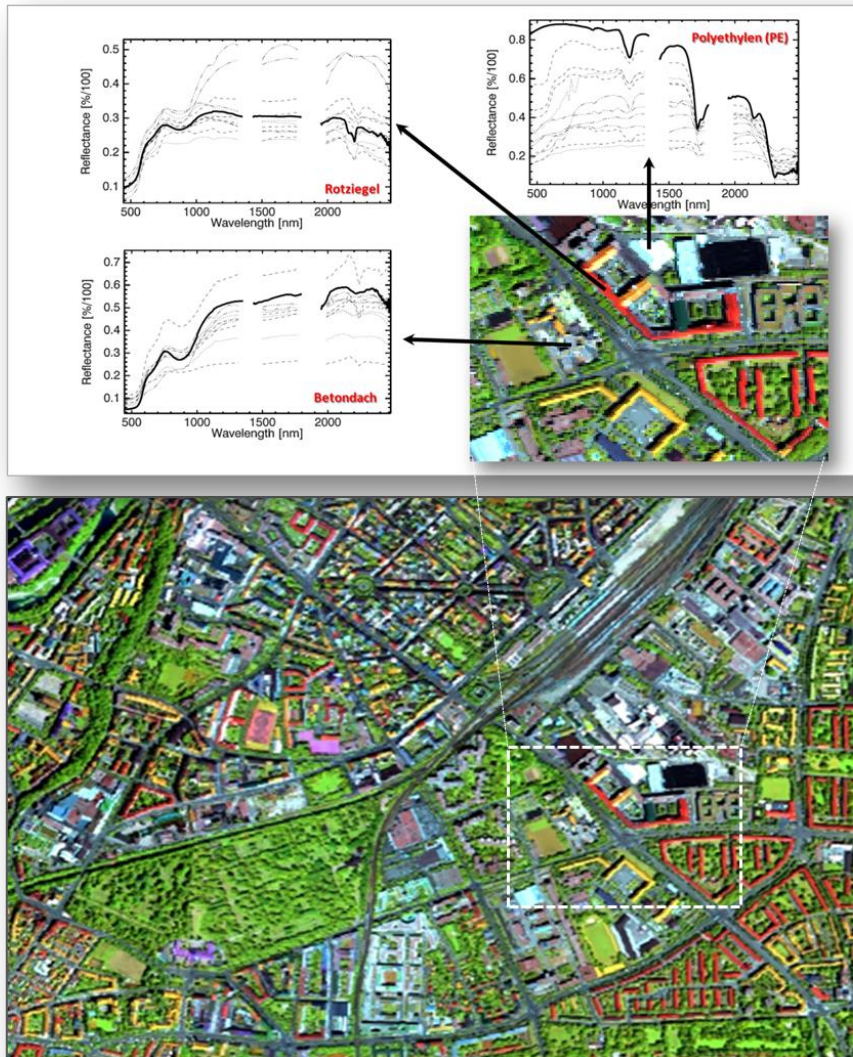 0.5
0.4
0.3
0.2
0.1
Reflectance [%/100]
Rotziegel
500 1000 1500 2000
Wavelength [nm]
0.8
0.6
0.4
0.2
Reflectance [%/100]
Polyethylen (PE)
500 1000 1500 2000
Wavelength [nm]
0.7
0.6
0.5
0.4
0.3
0.2
0.1
Reflectance [%/100]
Betondach
500 1000 1500 2000
Wavelength [nm]